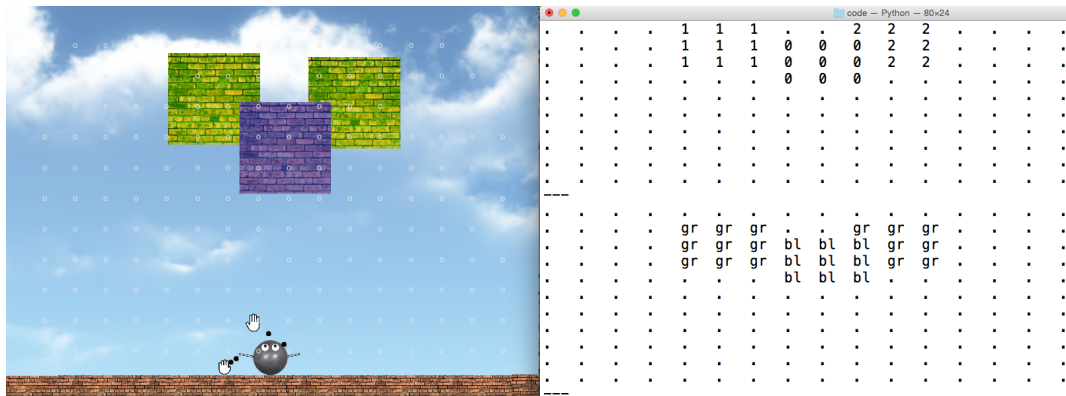 code — Python — 80×24
. . . . 1 1 1 . . 2 2 2 . . . .
. . . . 1 1 1 0 0 0 2 2 . . . .
. . . . 1 1 1 0 0 0 2 2 . . . .
. . . . . . . 0 0 0 . . . . . .
. . . . . . . . . . . . . . . .
. . . . . . . . . . . . . . . .
. . . . . . . . . . . . . . . .
. . . . . . . . . . . . . . . .
. . . . . . . . . . . . . . . .
. . . . . . . . . . . . . . . .
---
. . . . . . . . . . . . . . . .
. . . . gr gr gr . . gr gr gr . . . .
. . . . gr gr gr bl bl bl gr gr . . . .
. . . . gr gr gr bl bl bl gr gr . . . .
. . . . . . . bl bl bl . . . . . .
. . . . . . . . . . . . . . . .
. . . . . . . . . . . . . . . .
. . . . . . . . . . . . . . . .
. . . . . . . . . . . . . . . .
. . . . . . . . . . . . . . . .
. . . . . . . . . . . . . . . .
---